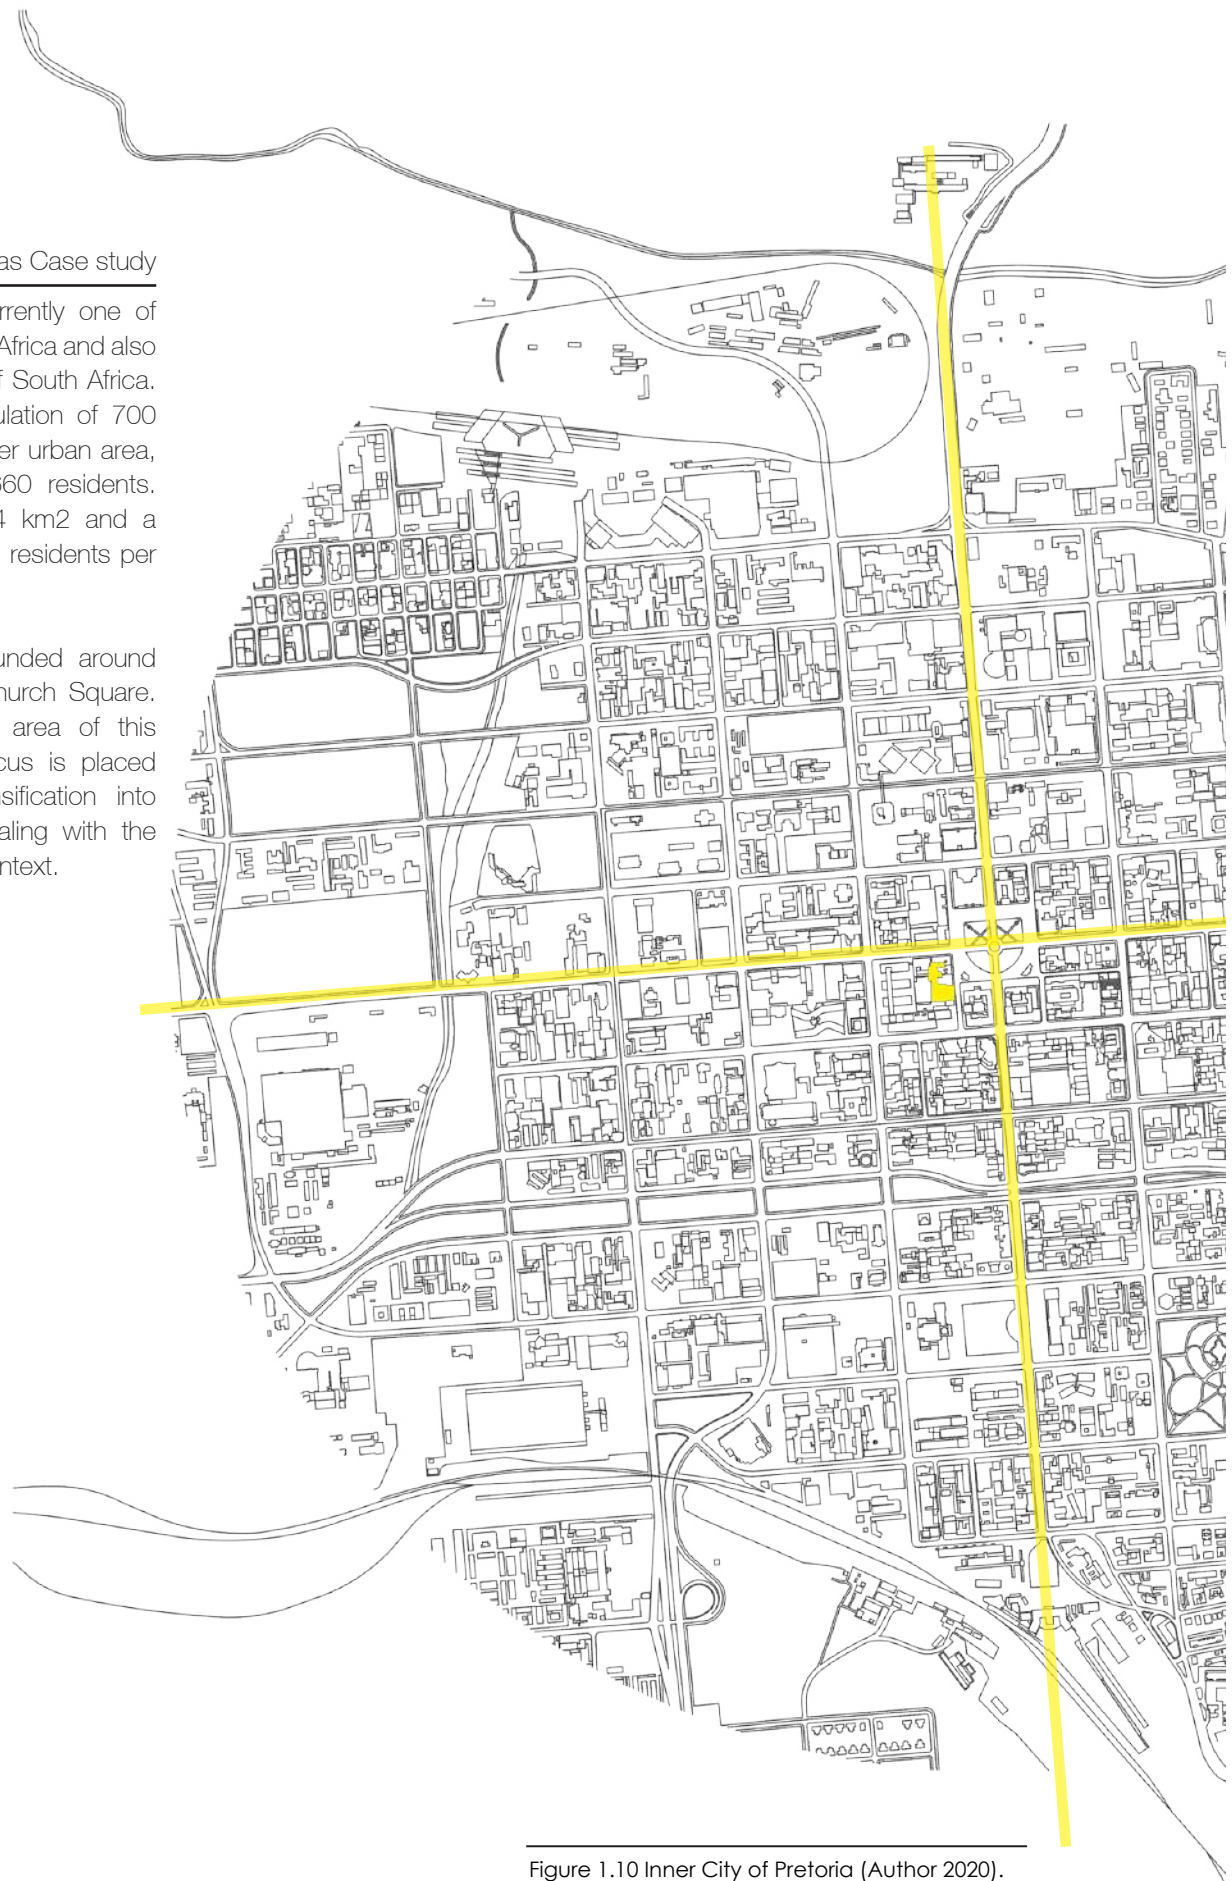 as Case study
rrently one of
Africa and also
f South Africa.
ulation of 700
er urban area,
360 residents.
4 km2 and a
residents per
unded around
hurch Square.
area of this
cus is placed
nsification into
aling with the
ntext.
Figure 1.10 Inner City of Pretoria (Author 2020).